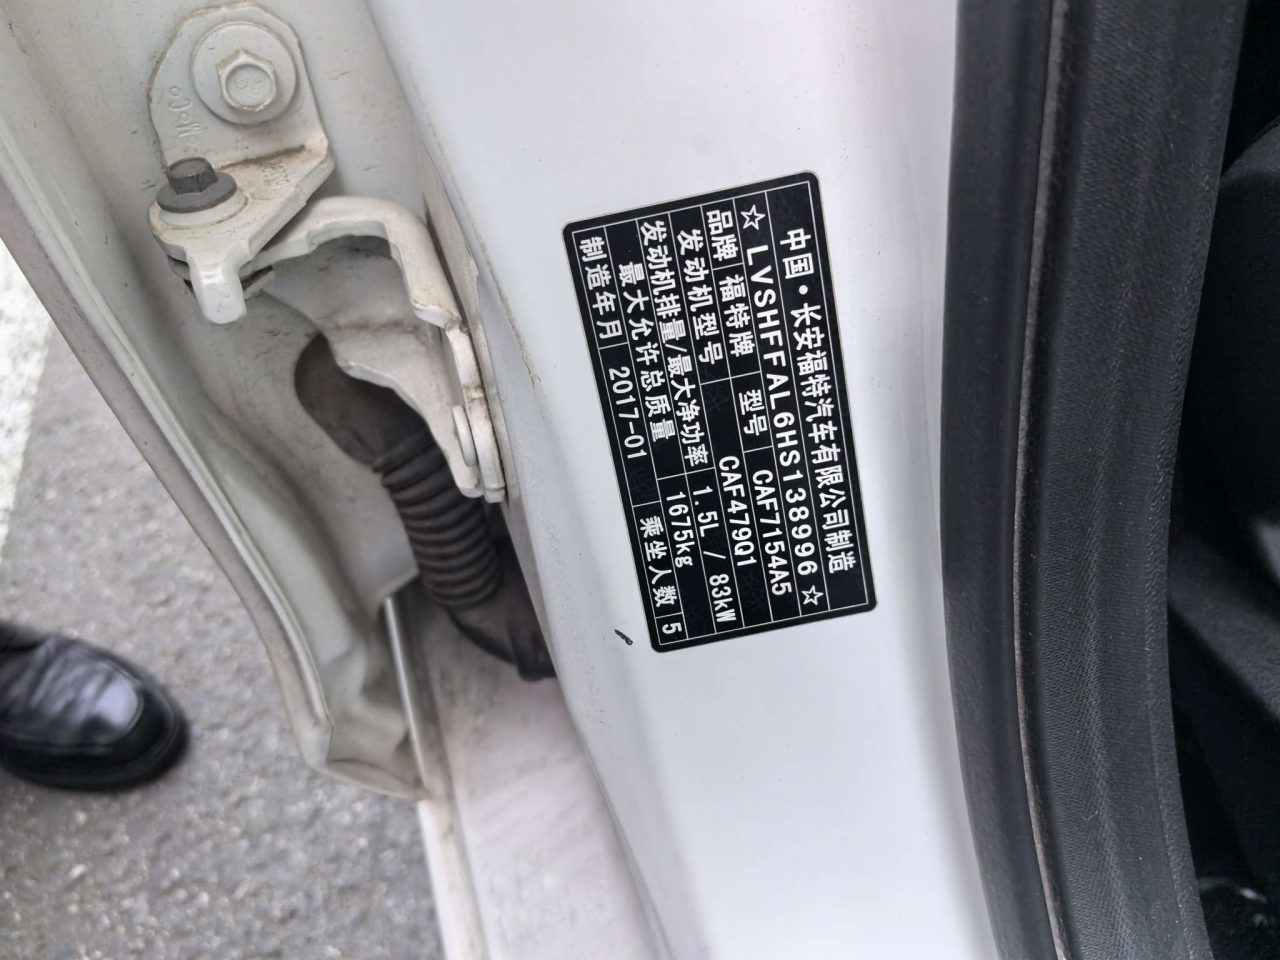 中国·长安福特汽车有限公司制造
☆LVSHFFAL6HS138996☆
品牌 福特牌 型号 CAF7154A5
发动机型号 CAF479Q1
发动机排量/最大净功率 1.5L / 83kW
最大允许总质量 1675kg
制造年月 2017-01 乘坐人数 5